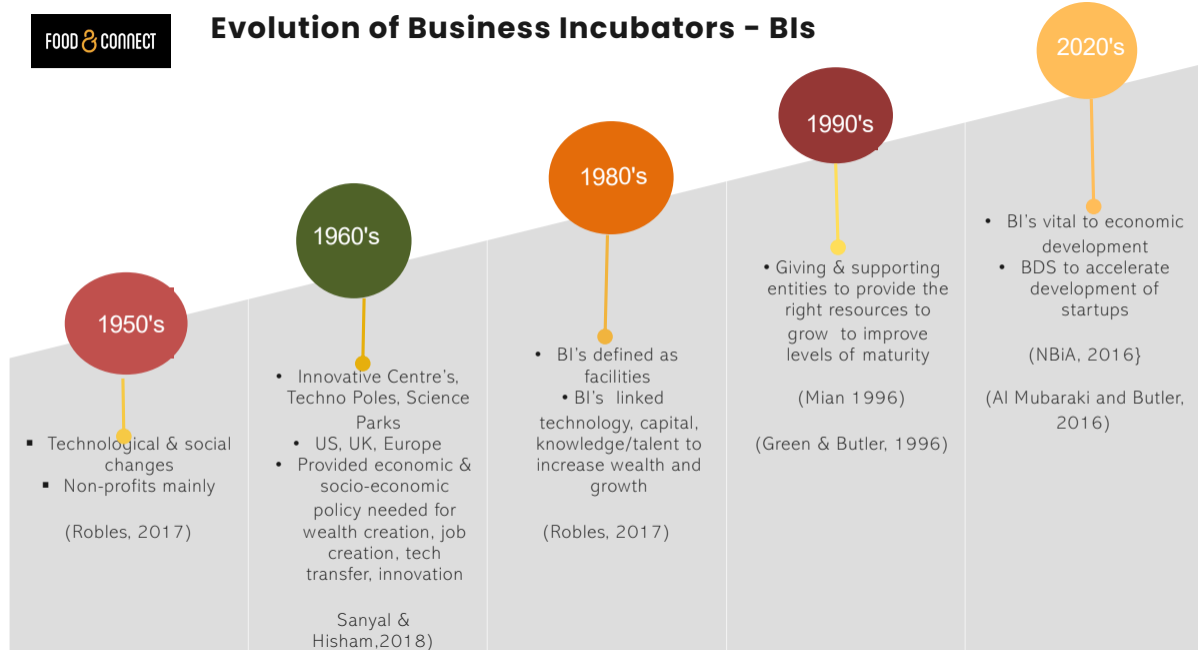 FOOD & CONNECT
Evolution of Business Incubators – BIs
1950's
▪ Technological & social
changes
▪ Non-profits mainly
(Robles, 2017)
1960's
• Innovative Centre's,
Techno Poles, Science
Parks
• US, UK, Europe
• Provided economic &
socio-economic
policy needed for
wealth creation, job
creation, tech
transfer, innovation
Sanyal &
Hisham,2018)
1980's
• BI's defined as
facilities
• BI's linked
technology, capital,
knowledge/talent to
increase wealth and
growth
(Robles, 2017)
1990's
• Giving & supporting
entities to provide the
right resources to
grow to improve
levels of maturity
(Mian 1996)
(Green & Butler, 1996)
2020's
• BI's vital to economic
development
• BDS to accelerate
development of
startups
(NBiA, 2016}
(Al Mubaraki and Butler,
2016)